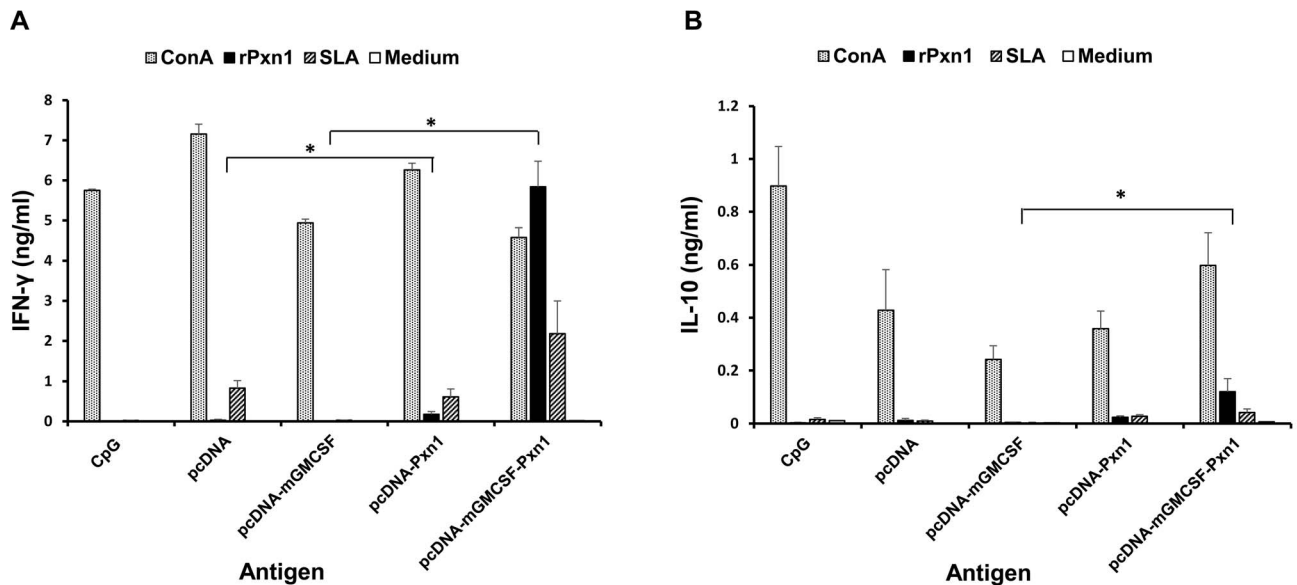 A
ConA rPxn1 SLA Medium
IFN-γ (ng/ml)
8
7
6
5
4
3
2
1
0
*
*
CpG
pcDNA
pcDNA-mGMCSF
pcDNA-Pxn1
pcDNA-mGMCSF-Pxn1
Antigen
B
ConA rPxn1 SLA Medium
IL-10 (ng/ml)
1.2
1
0.8
0.6
0.4
0.2
0
*
CpG
pcDNA
pcDNA-mGMCSF
pcDNA-Pxn1
pcDNA-mGMCSF-Pxn1
Antigen